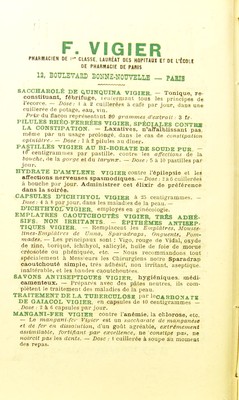 F. VIGIER
PHARMACIEN DE 1re CLASSE, LAURÉAT DES HOPITAUX ET DE L'ÉCOLE
DE PHARMACIE DE PARIS
12, BOULEVARD BONNE-NOUVELLE — PARIS
SACCHAROLÉ DE QUINQUINA VIGIER. — Tonique, re-
constituant, fébrifuge, renfermant tous les principes de
l'écorce. — Dose : 1 à 2 cuillerées à café par jour, dans une
cuillerée de potage, eau, vin.
Prix du flacon représentant 20 grammes d'extrait : 3 fr.
PILULES RHÉO-FERRÉES VIGIER, SPÉCIALES CONTRE
LA CONSTIPATION. — Laxatives, n'affaiblissant pas,
même par un usage prolongé, dans le cas de constipation
opiniâtre. — Dose : 1 à 2 pilules au dîner.
PASTILLES VIGIER AU BI-BORATE DE SOUDE PUR. —
centigrammes par pastille, contre les affections de la
bouche, de la gorge et du larynx. — Dose : 5 à 10 pastilles par
jour.
HYDRATE D'AMYLÈNE VIGIER contre l'épilepsie et les
affections nerveuses spasmodiques. — Dose : à cuillerées
à bouche par jour. Administrer cet élixir de préférence
dans la soirée.
CAPSULES D'ICHTHYOL VIGIER, à 25 centigrammes. —
Dose : 4 à 8 par jour, dans les maladies de la peau. —
D'ICHTHYOL VIGIER, employés en gynécologie.
EMPLATRES CAOUTCHOUTÉS VIGIER, TRÈS ADHÉ-
SIFS, NON IRRITANTS. — ÉPITHÈMES ANTISEP-
TIQUES VIGIER. — Remplacent les Emplâtres, Mousse-
lines-Emplâtres de Unna, Sparadraps, Onguents, Pom-
mades. — Les principaux sont : Vigo, rouge de Vidal, oxyde
de zinc, borique, ichthyol, salicylé, huile de foie de morue
créosotée ou phéniquée, etc. — Nous recommandons tout
spécialement à Messieurs les Chirurgiens notre Sparadrap
caoutchouté simple, très adhésif, non irritant, aseptique,
inaltérable, et les bandes caoutchoutées.
SAVONS ANTISEPTIQUES VIGIER, hygiéniques, médi-
camenteux. — Préparés avec des pâtes neutres, ils com-
plètent le traitement des maladies de la peau.
TRAITEMENT DE LA TUBERCULOSE par le CARBONATE
DE GAIACOL VIGIER, en capsules de 10 centigrammes —
Dose : 2 à 6 capsules par jour.
MANGANI-FER VIGIER contre l'anémie, la chlorose, etc.
— Le mangani-fer Vigier est un saccharate de manganèse
et de fer en dissolution, d'un goût agréable, extrêmement
assimilable, fortifiant par excellence, ne constipe pas, ne
noircit pas les dents. — Dose : 1 cuillerée à soupe au moment
des repas.